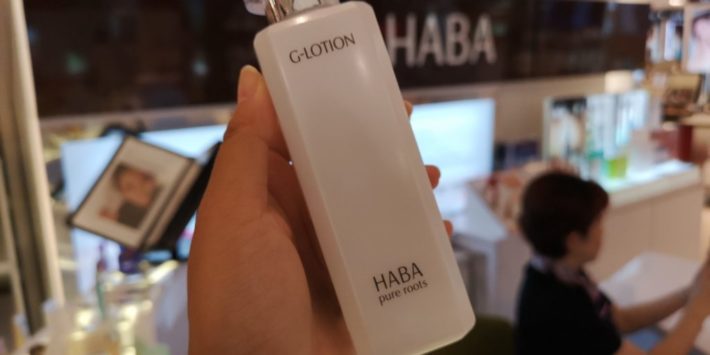 HABA
G-LOTION
HABA
pure roots